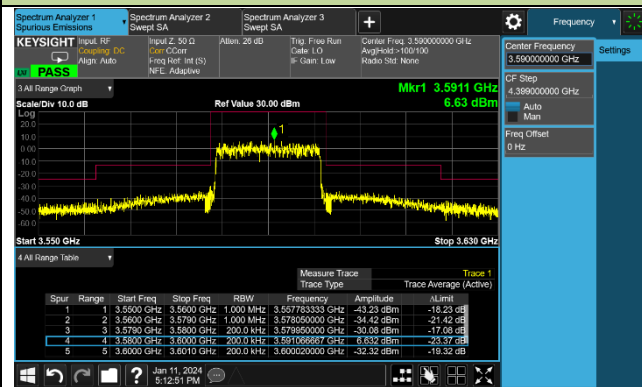 Spectrum Analyzer 1
Spurious Emissions
Spectrum Analyzer 2
Swept SA
Spectrum Analyzer 3
Swept SA
Frequency
KEYSIGHT
Input: RF
Coupling: DC
Align: Auto
Input Z: 50 Ω
Corr CCorr
Freq Ref: Int (S)
NFE: Adaptive
Atten: 26 dB
Trig: Free Run
Gate: LO
IF Gain: Low
Center Freq: 3.590000000 GHz
Avg|Hold:>100/100
Radio Std: None
PASS
3 All Range Graph
Mkr1 3.5911 GHz
Scale/Div 10.0 dB
Ref Value 30.00 dBm
6.63 dBm
Log
20.0
10.0
0.00
-10.0
-20.0
-30.0
-40.0
-50.0
-60.0
1
Start 3.550 GHz
Stop 3.630 GHz
4 All Range Table
Measure Trace Trace 1
Trace Type Trace Average (Active)
Spur Range Start Freq Stop Freq RBW Frequency Amplitude ΔLimit
1 1 3.5500 GHz 3.5600 GHz 1.000 MHz 3.557783333 GHz -43.23 dBm -18.23 dB
2 2 3.5600 GHz 3.5790 GHz 1.000 MHz 3.578050000 GHz -34.42 dBm -21.42 dB
3 3 3.5790 GHz 3.5800 GHz 200.0 kHz 3.579950000 GHz -30.08 dBm -17.08 dB
4 4 3.5800 GHz 3.6000 GHz 200.0 kHz 3.591066667 GHz 6.632 dBm -23.37 dB
5 5 3.6000 GHz 3.6010 GHz 200.0 kHz 3.600020000 GHz -32.32 dBm -19.32 dB
Center Frequency
3.590000000 GHz
Settings
CF Step
4.399000000 GHz
Auto
Man
Freq Offset
0 Hz
Jan 11, 2024
5:12:51 PM